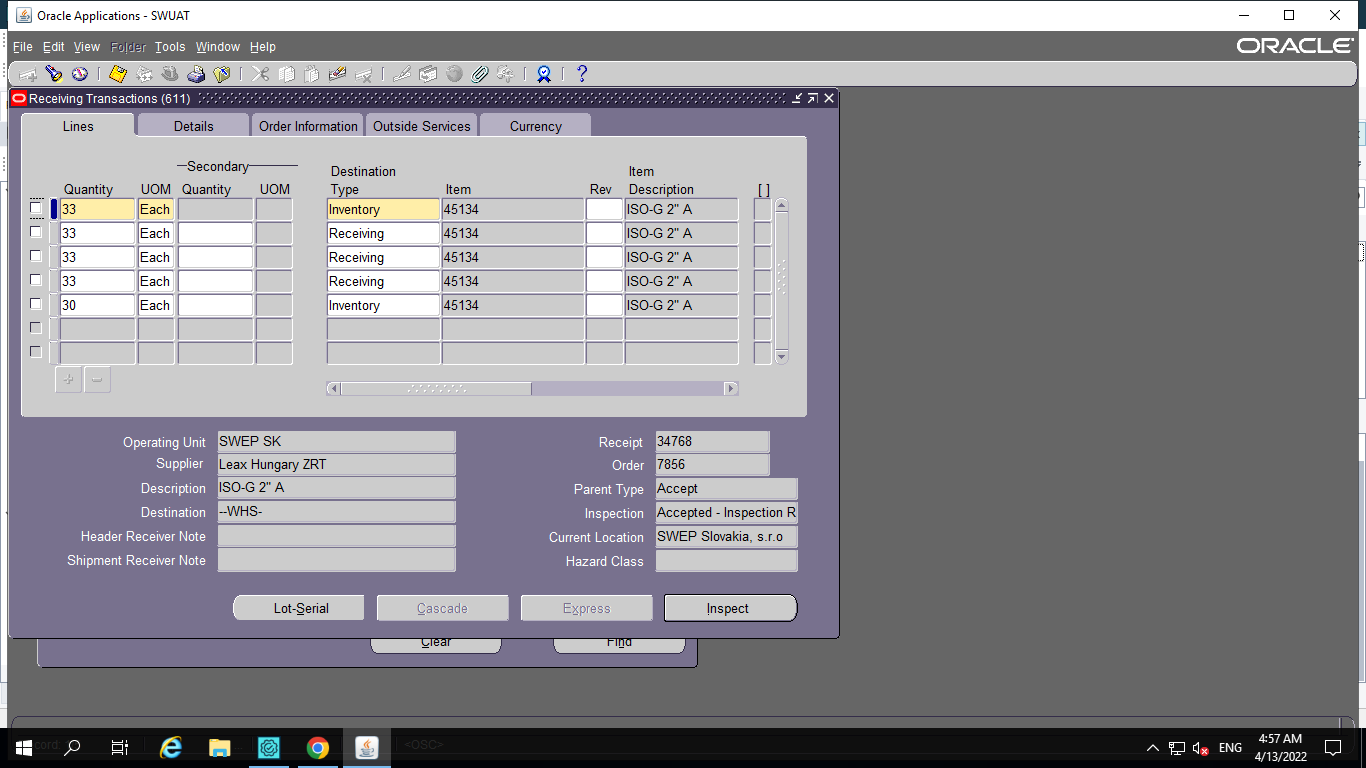 Oracle Applications - SWUAT
File Edit View Folder Tools Window Help
ORACLE
?
Receiving Transactions (611)
Lines Details Order Information Outside Services Currency
Secondary
Destination Item
Quantity UOM Quantity UOM Type Item Rev Description [ ]
33 Each Inventory 45134 ISO-G 2" A
33 Each Receiving 45134 ISO-G 2" A
33 Each Receiving 45134 ISO-G 2" A
33 Each Receiving 45134 ISO-G 2" A
30 Each Inventory 45134 ISO-G 2" A
Operating Unit SWEP SK Receipt 34768
Supplier Leax Hungary ZRT Order 7856
Description ISO-G 2" A Parent Type Accept
Destination --WHS- Inspection Accepted - Inspection R
Header Receiver Note Current Location SWEP Slovakia, s.r.o
Shipment Receiver Note Hazard Class
Lot-Serial Cascade Express Inspect
Clear Find
<OSC>
ENG 4:57 AM
4/13/2022